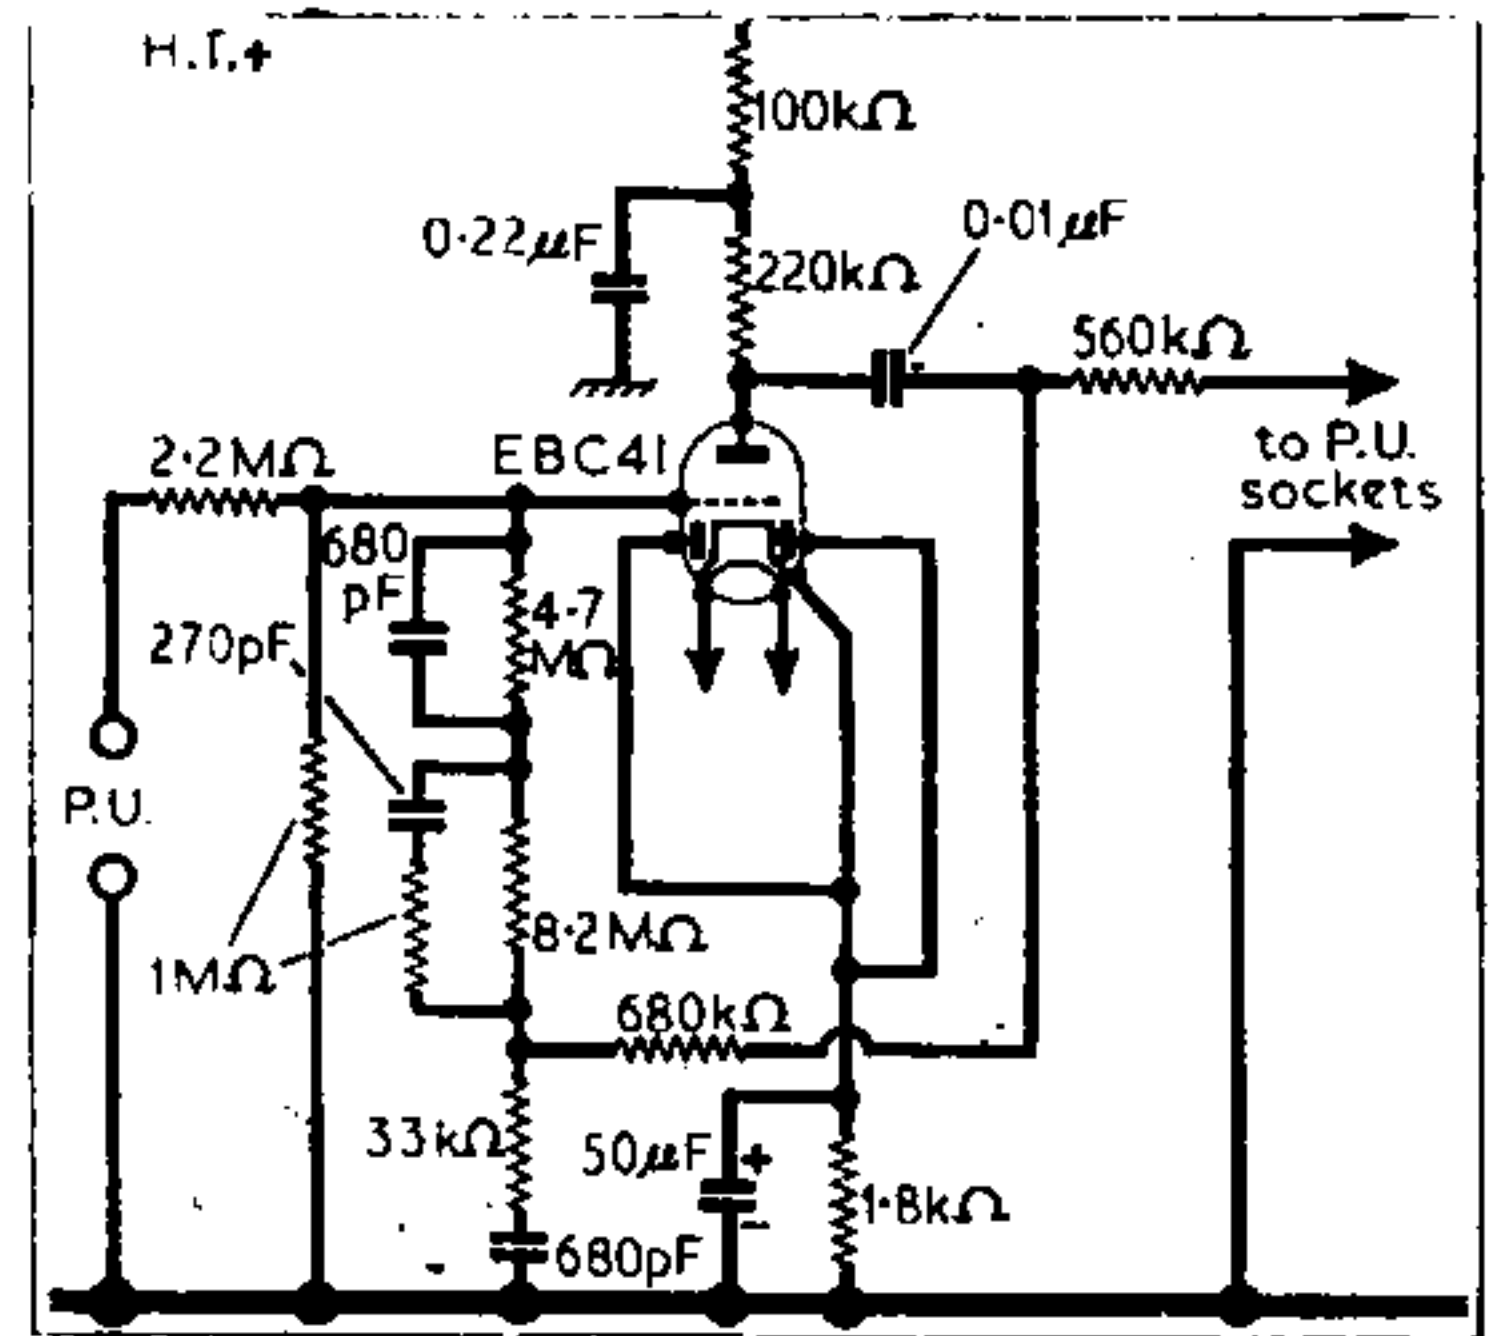 H.T.+
100kΩ
0·22µF
220kΩ
0·01µF
560kΩ
2·2MΩ
EBC41
to P.U.
sockets
680
pF
4·7
MΩ
270pF
P.U.
8·2MΩ
1MΩ
680kΩ
33kΩ
50µF
+
-
1·8kΩ
680pF